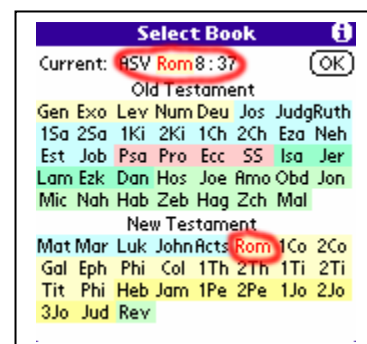 Select Book i
Current: ASV Rom 8 : 37 OK
Old Testament
Gen Exo Lev Num Deu Jos Judg Ruth
1Sa 2Sa 1Ki 2Ki 1Ch 2Ch Eza Neh
Est Job Psa Pro Ecc SS Isa Jer
Lam Ezk Dan Hos Joe Amo Obd Jon
Mic Nah Hab Zeb Hag Zch Mal
New Testament
Mat Mar Luk John Acts Rom 1Co 2Co
Gal Eph Phi Col 1Th 2Th 1Ti 2Ti
Tit Phi Heb Jam 1Pe 2Pe 1Jo 2Jo
3Jo Jud Rev